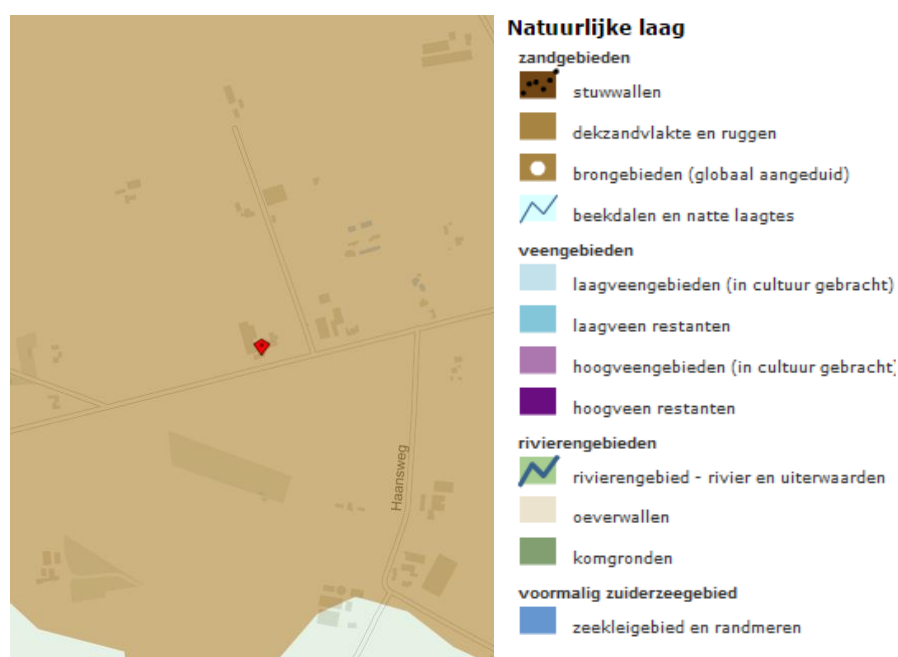 Haansweg
Natuurlijke laag
zandgebieden
stuwwallen
dekzandvlakte en ruggen
brongebieden (globaal aangeduid)
beekdalen en natte laagtes
veengebieden
laagveengebieden (in cultuur gebracht)
laagveen restanten
hoogveengebieden (in cultuur gebracht)
hoogveen restanten
rivierengebieden
rivierengebied - rivier en uiterwaarden
oeverwallen
komgronden
voormalig zuiderzeegebied
zeekleigebied en randmeren